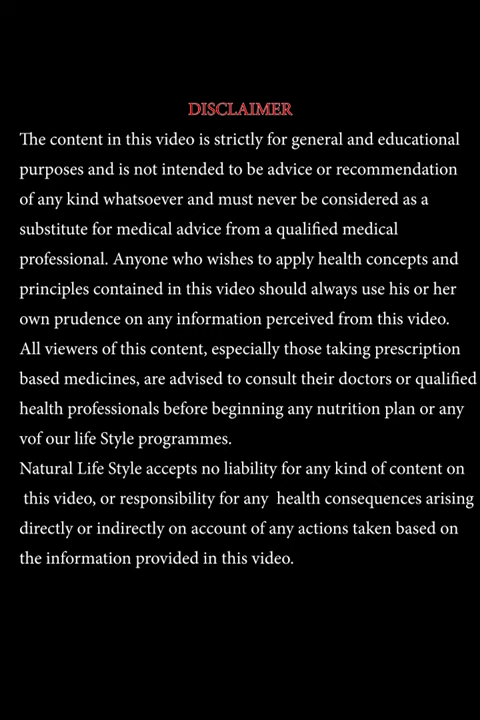 DISCLAIMER
The content in this video is strictly for general and educational
purposes and is not intended to be advice or recommendation
of any kind whatsoever and must never be considered as a
substitute for medical advice from a qualified medical
professional. Anyone who wishes to apply health concepts and
principles contained in this video should always use his or her
own prudence on any information perceived from this video.
All viewers of this content, especially those taking prescription
based medicines, are advised to consult their doctors or qualified
health professionals before beginning any nutrition plan or any
vof our life Style programmes.
Natural Life Style accepts no liability for any kind of content on
this video, or responsibility for any  health consequences arising
directly or indirectly on account of any actions taken based on
the information provided in this video.